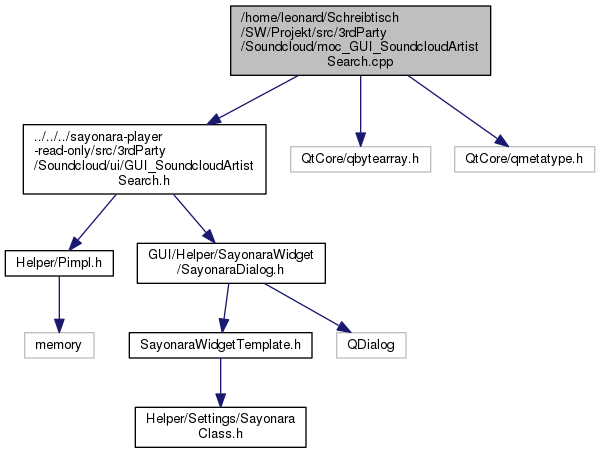 /home/leonard/Schreibtisch
/SW/Projekt/src/3rdParty
/Soundcloud/moc_GUI_SoundcloudArtist
Search.cpp
../../../sayonara-player
-read-only/src/3rdParty
/Soundcloud/ui/GUI_SoundcloudArtist
Search.h
QtCore/qbytearray.h
QtCore/qmetatype.h
Helper/Pimpl.h
GUI/Helper/SayonaraWidget
/SayonaraDialog.h
memory
SayonaraWidgetTemplate.h
QDialog
Helper/Settings/Sayonara
Class.h